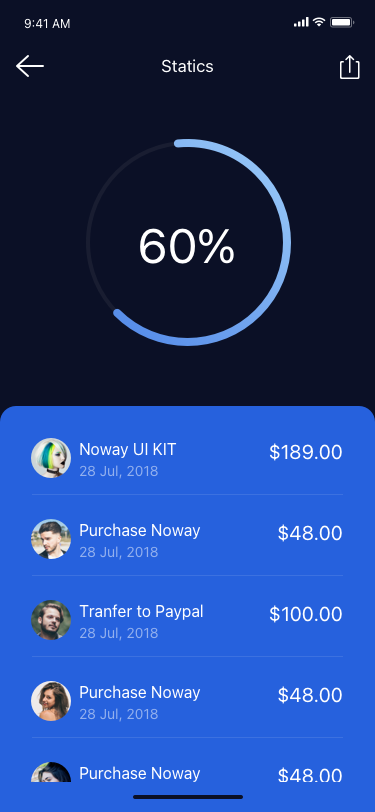 9:41 AM
Statics
60%
Noway UI KIT
$189.00
28 Jul, 2018
Purchase Noway
$48.00
28 Jul, 2018
Tranfer to Paypal
$100.00
28 Jul, 2018
Purchase Noway
$48.00
28 Jul, 2018
Purchase Noway
$48.00